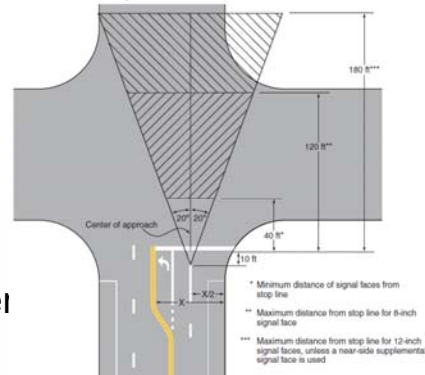 180 ft***
120 ft**
20° 20°
Center of approach
40 ft*
10 ft
X/2
X
* Minimum distance of signal faces from
stop line
** Maximum distance from stop line for 8-inch
signal face
*** Maximum distance from stop line for 12-inch
signal faces, unless a near-side supplemental
signal face is used